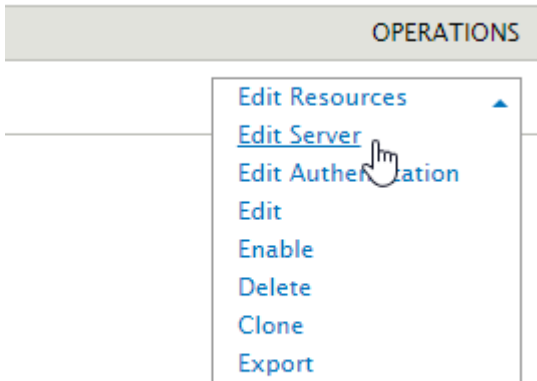 OPERATIONS
Edit Resources
Edit Server
Edit Authentication
Edit
Enable
Delete
Clone
Export